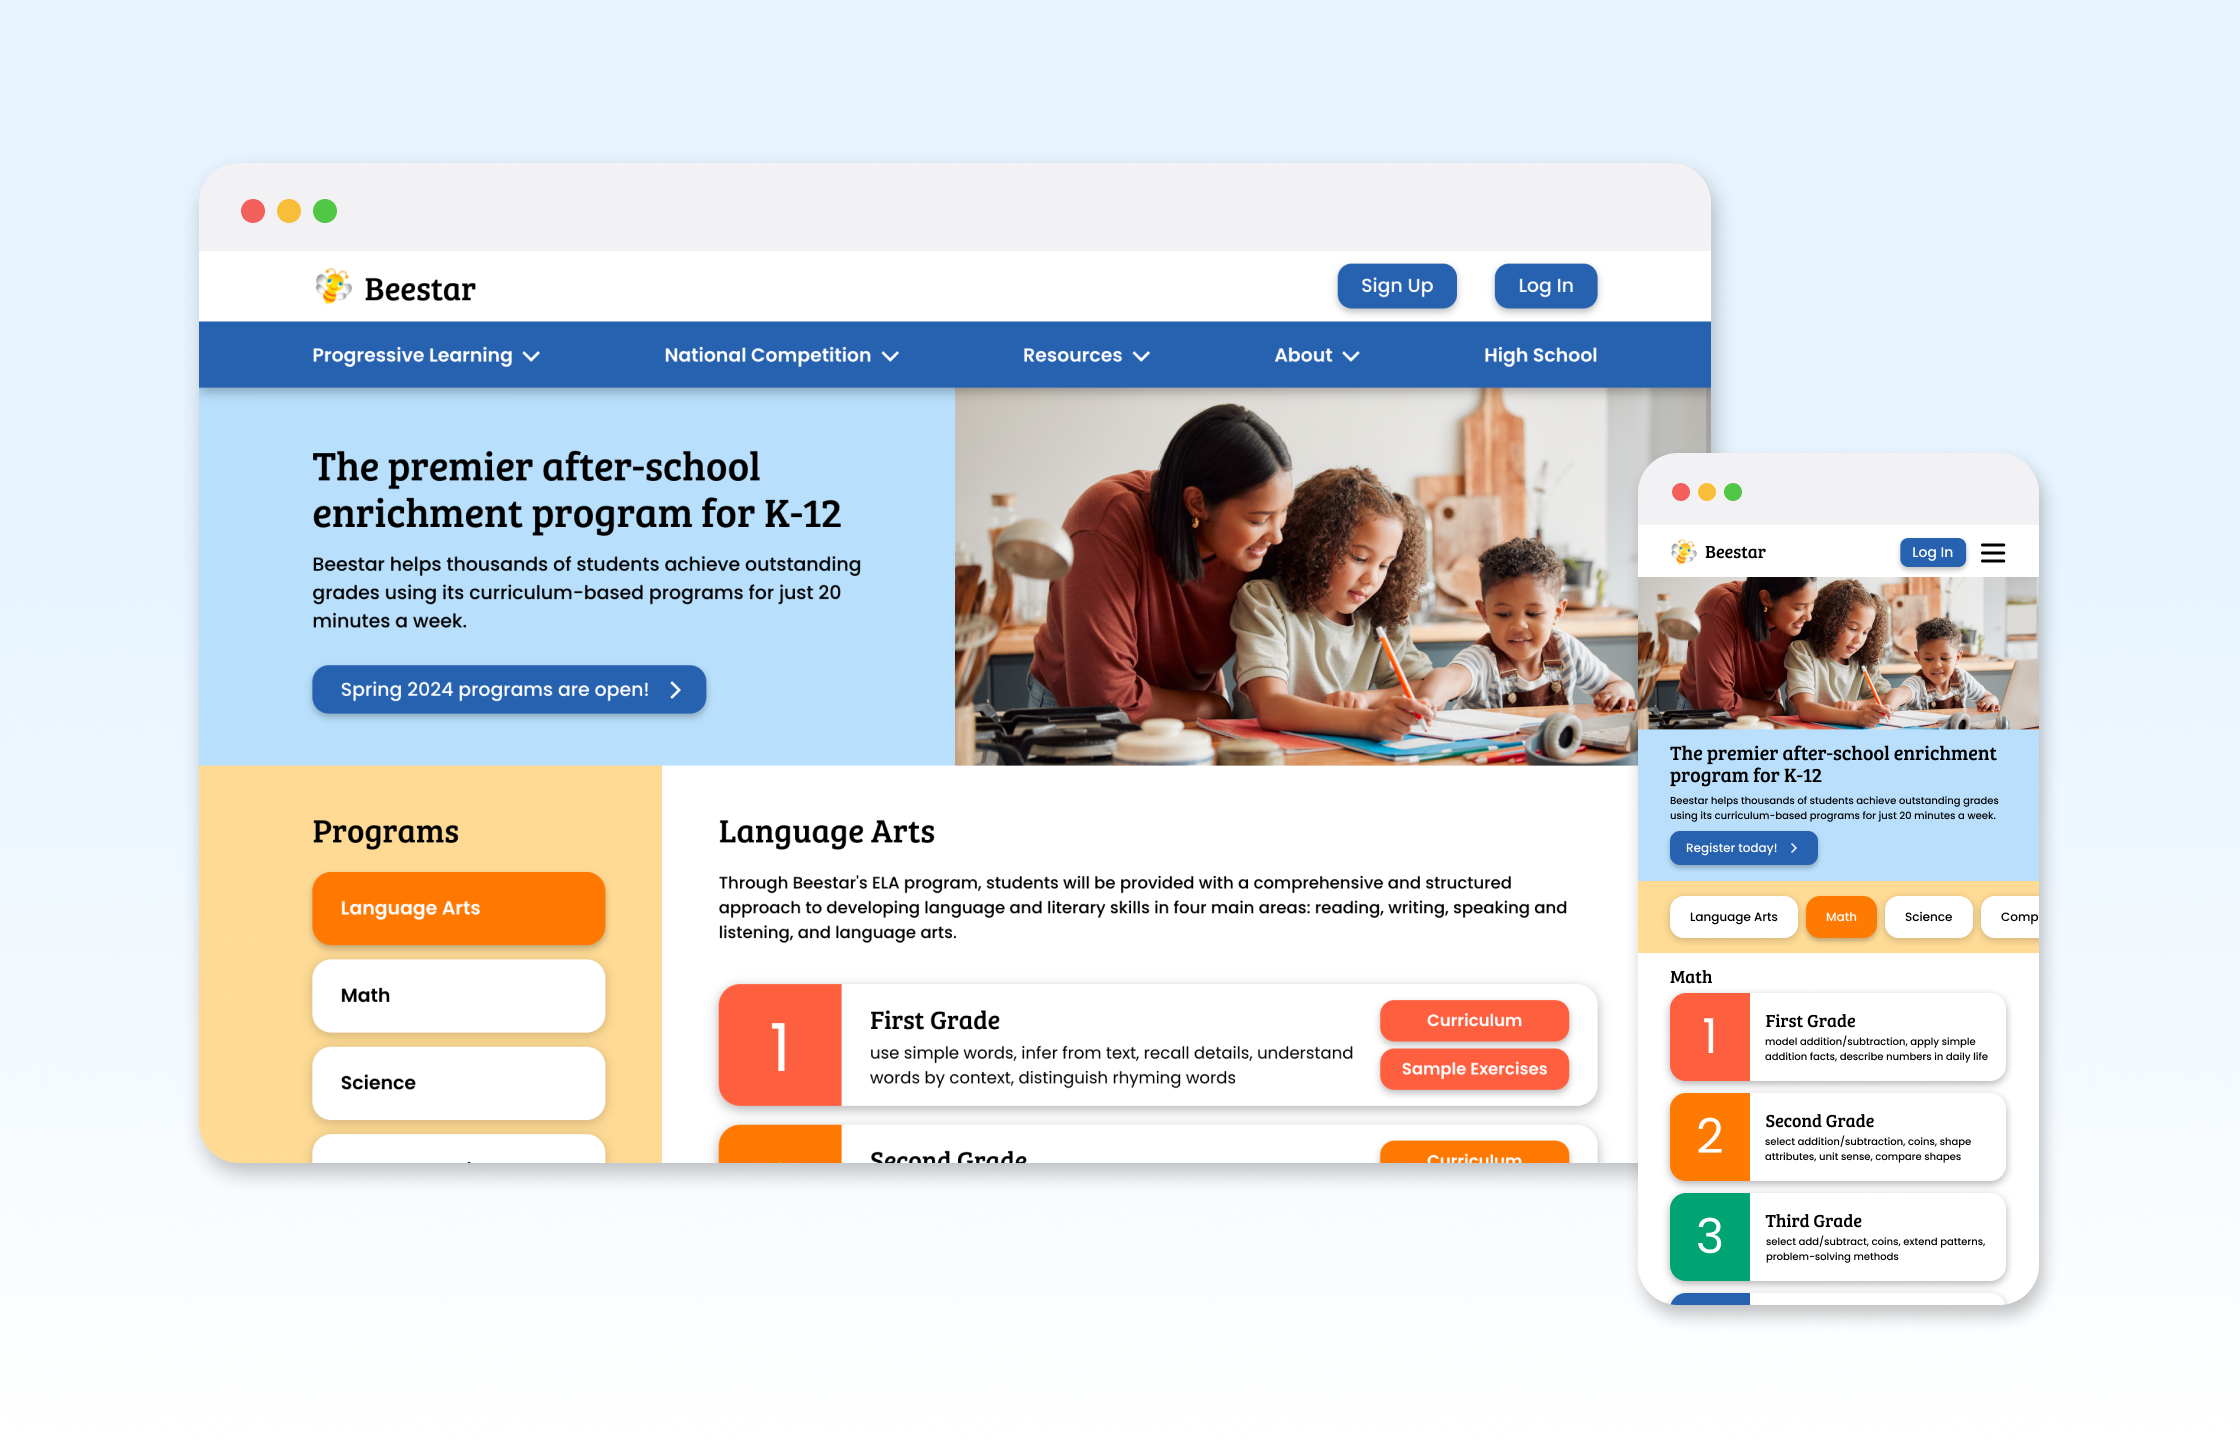 Beestar
Sign Up
Log In
Progressive Learning
National Competition
Resources
About
High School
The premier after-school
enrichment program for K-12
Beestar helps thousands of students achieve outstanding
grades using its curriculum-based programs for just 20
minutes a week.
Spring 2024 programs are open!
Programs
Language Arts
Math
Science
Language Arts
Through Beestar's ELA program, students will be provided with a comprehensive and structured
approach to developing language and literary skills in four main areas: reading, writing, speaking and
listening, and language arts.
1
First Grade
use simple words, infer from text, recall details, understand
words by context, distinguish rhyming words
Curriculum
Sample Exercises
Second Grade
Curriculum
Beestar
Log In
The premier after-school enrichment
program for K-12
Beestar helps thousands of students achieve outstanding grades
using its curriculum-based programs for just 20 minutes a week.
Register today!
Language Arts
Math
Science
Comp
Math
1
First Grade
model addition/subtraction, apply simple
addition facts, describe numbers in daily life
2
Second Grade
select addition/subtraction, coins, shape
attributes, unit sense, compare shapes
3
Third Grade
select add/subtract, coins, extend patterns,
problem-solving methods